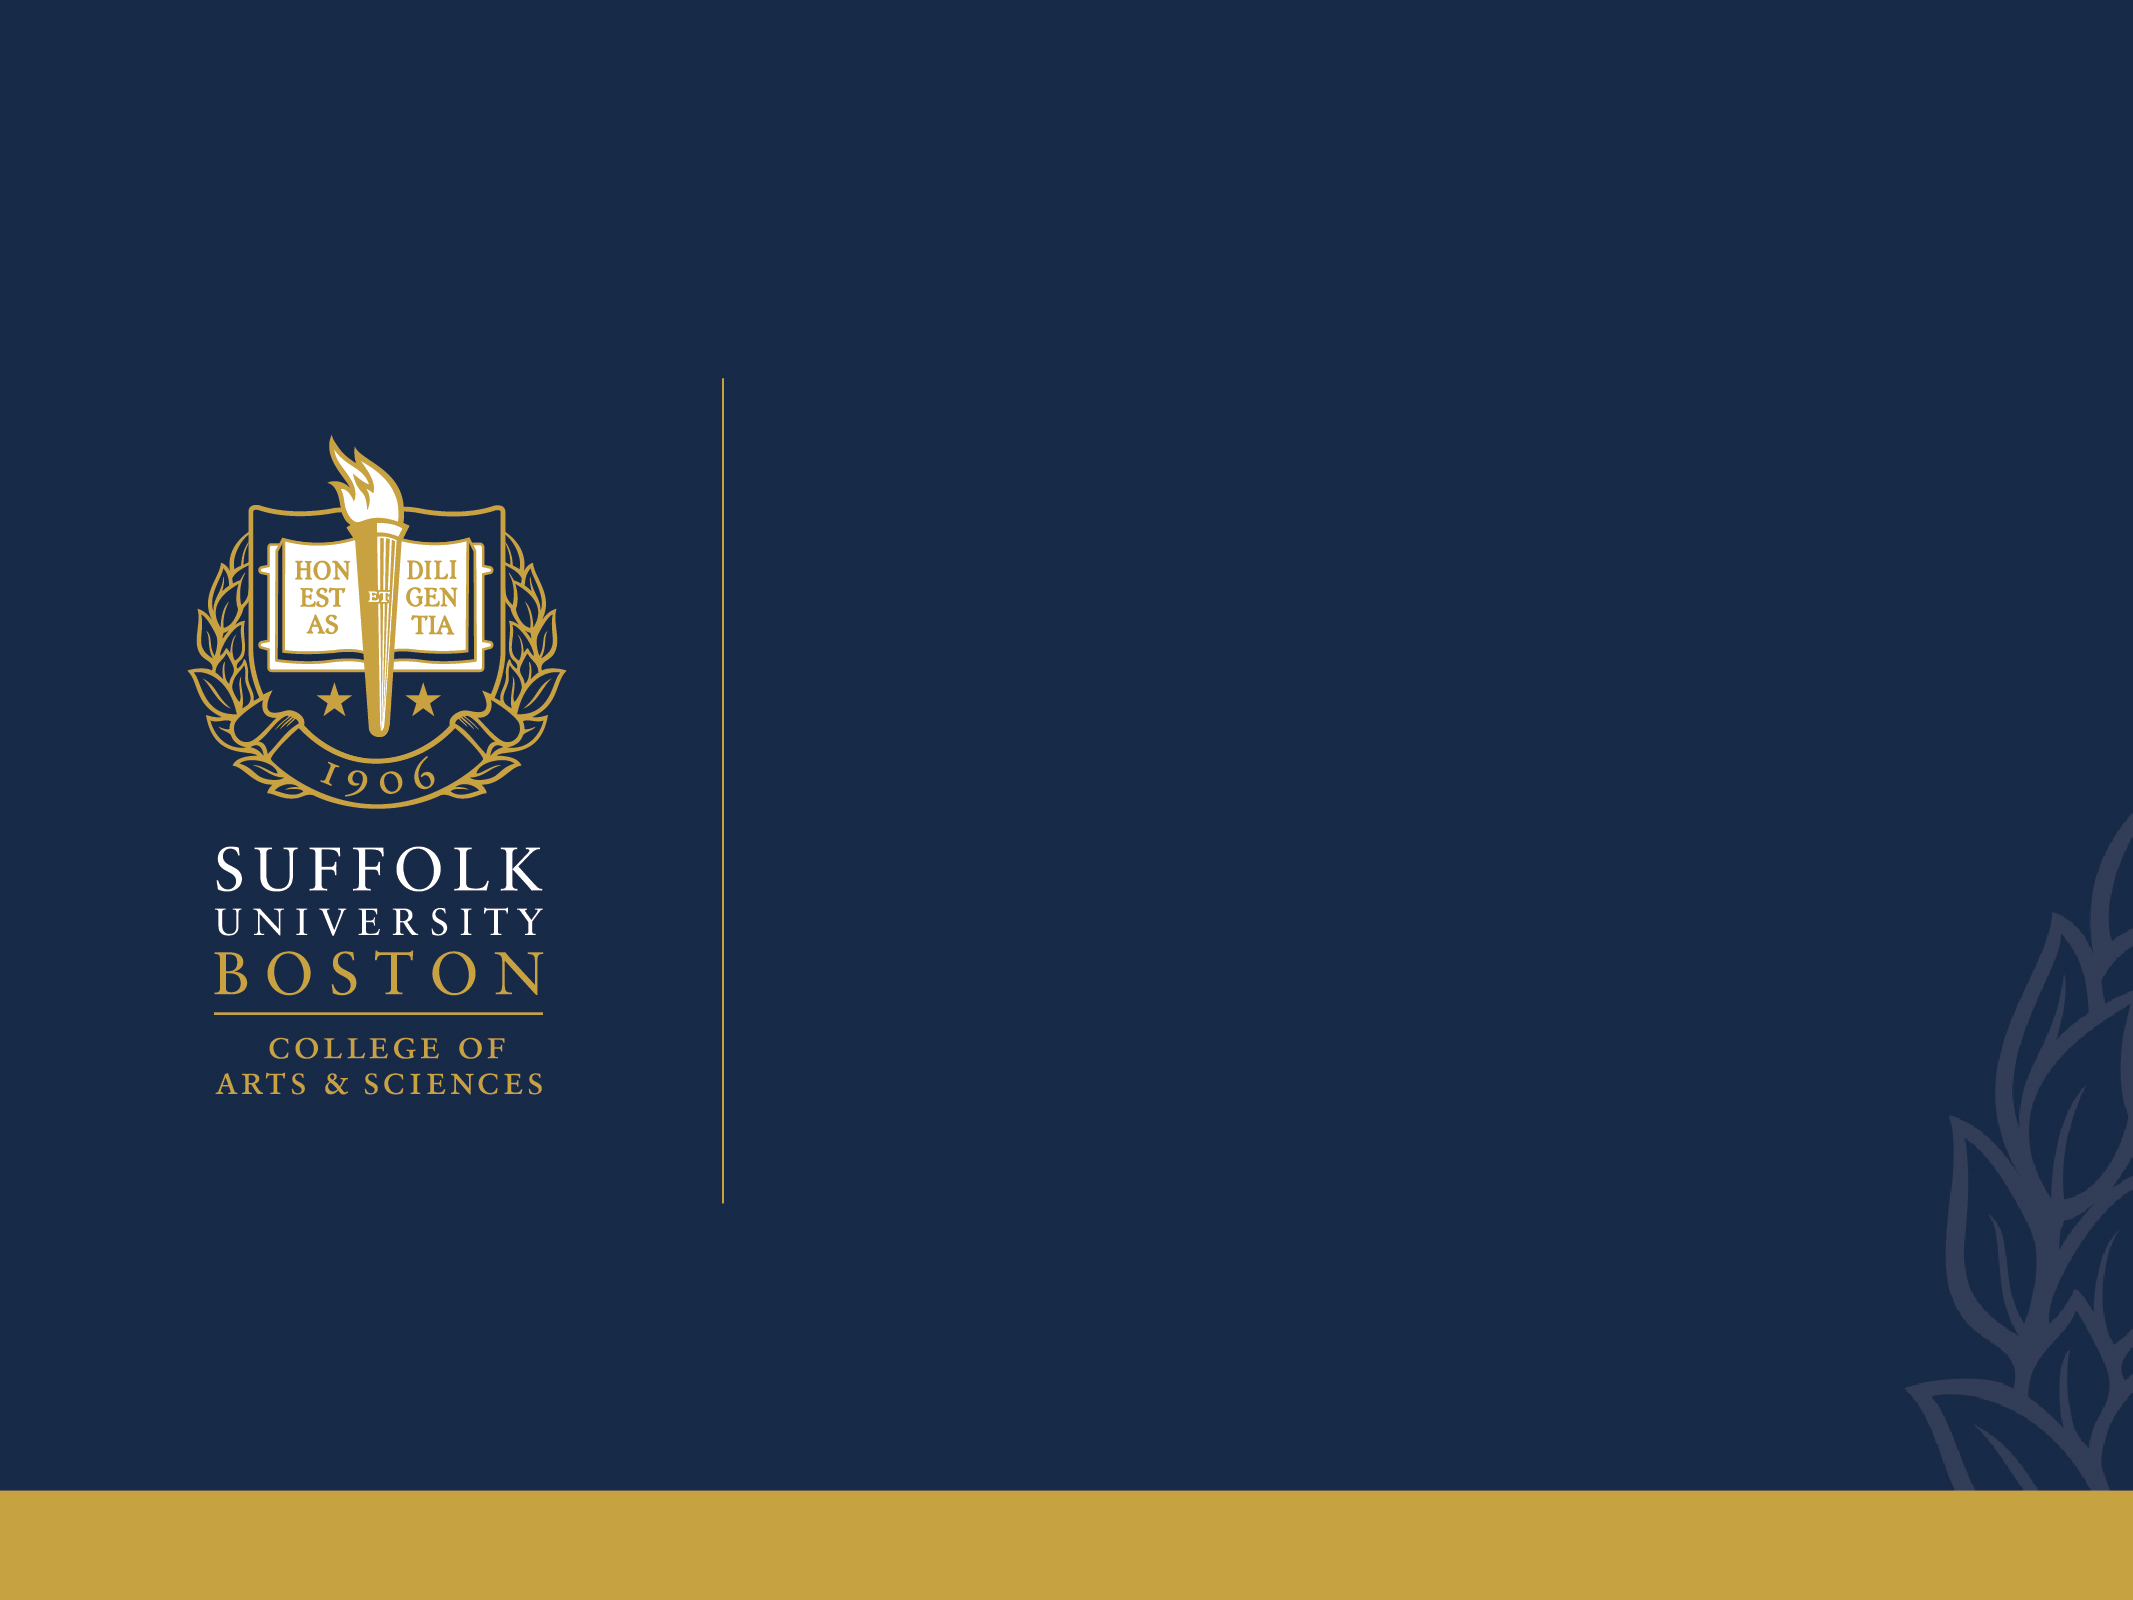 HON
EST
AS
ET
DILI
GEN
TIA
1906
SUFFOLK
UNIVERSITY
BOSTON
COLLEGE OF
ARTS & SCIENCES